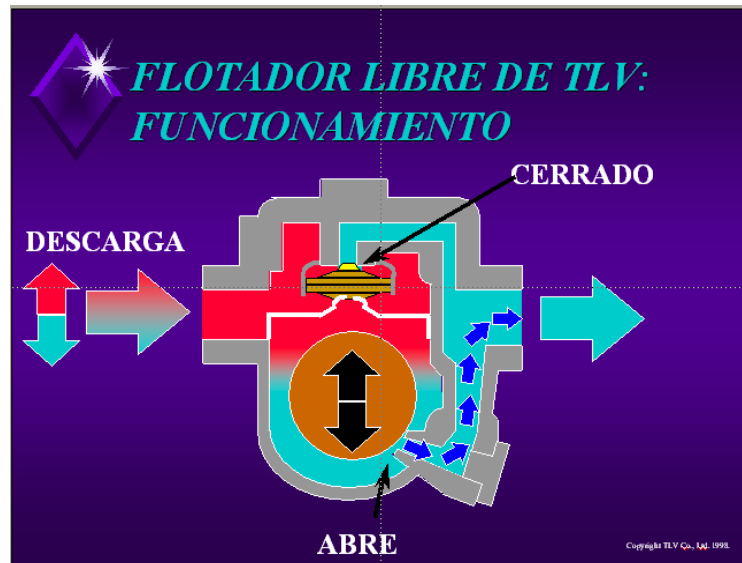 FLOTADOR LIBRE DE TLV:
FUNCIONAMIENTO
CERRADO
DESCARGA
ABRE
Copyright TLV Co., Ltd. 1998.